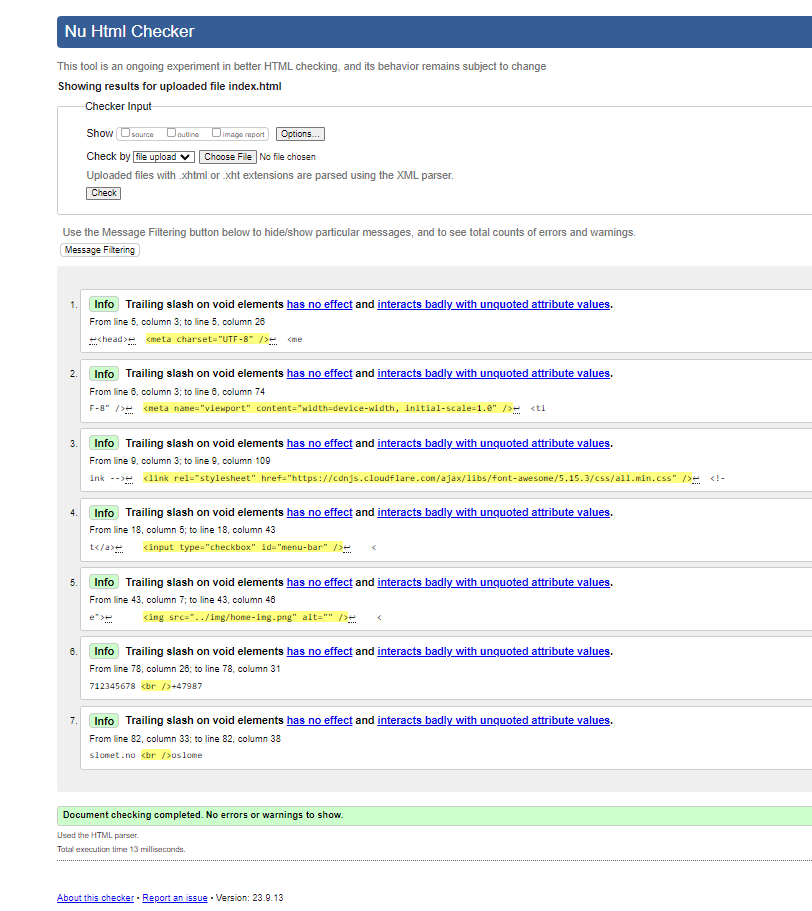 Nu Html Checker
This tool is an ongoing experiment in better HTML checking, and its behavior remains subject to change
Showing results for uploaded file index.html
Checker Input
Show source outline image report Options...
Check by file upload Choose File No file chosen
Uploaded files with .xhtml or .xht extensions are parsed using the XML parser.
Check
Use the Message Filtering button below to hide/show particular messages, and to see total counts of errors and warnings.
Message Filtering
1. Info Trailing slash on void elements has no effect and interacts badly with unquoted attribute values.
From line 5, column 3; to line 5, column 26
↩<head>↩ <meta charset="UTF-8" />↩ <me
2. Info Trailing slash on void elements has no effect and interacts badly with unquoted attribute values.
From line 6, column 3; to line 6, column 74
F-8" />↩ <meta name="viewport" content="width=device-width, initial-scale=1.0" />↩ <ti
3. Info Trailing slash on void elements has no effect and interacts badly with unquoted attribute values.
From line 9, column 3; to line 9, column 109
ink -->↩ <link rel="stylesheet" href="https://cdnjs.cloudflare.com/ajax/libs/font-awesome/5.15.3/css/all.min.css" />↩ <!-
4. Info Trailing slash on void elements has no effect and interacts badly with unquoted attribute values.
From line 18, column 5; to line 18, column 43
t</a>↩ <input type="checkbox" id="menu-bar" />↩ <
5. Info Trailing slash on void elements has no effect and interacts badly with unquoted attribute values.
From line 43, column 7; to line 43, column 46
e">↩ <img src="../img/home-img.png" alt="" />↩ <
6. Info Trailing slash on void elements has no effect and interacts badly with unquoted attribute values.
From line 78, column 26; to line 78, column 31
712345678 <br />+47987
7. Info Trailing slash on void elements has no effect and interacts badly with unquoted attribute values.
From line 82, column 33; to line 82, column 38
slomet.no <br />oslome
Document checking completed. No errors or warnings to show.
Used the HTML parser.
Total execution time 13 milliseconds.
About this checker • Report an issue • Version: 23.9.13